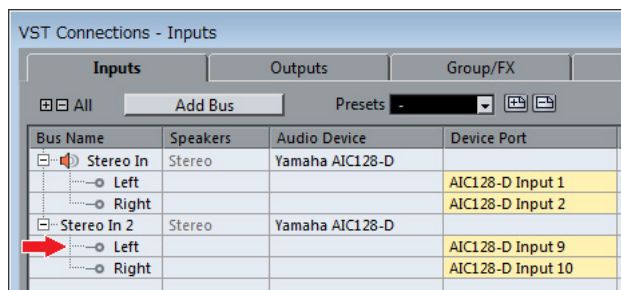 VST Connections - Inputs
Inputs Outputs Group/FX
All Add Bus Presets -
Bus Name Speakers Audio Device Device Port
Stereo In Stereo Yamaha AIC128-D
Left AIC128-D Input 1
Right AIC128-D Input 2
Stereo In 2 Stereo Yamaha AIC128-D
Left AIC128-D Input 9
Right AIC128-D Input 10